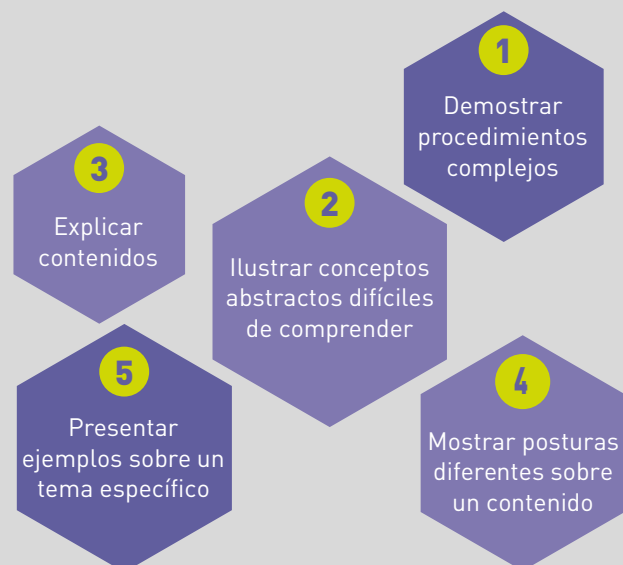 1
Demostrar
procedimientos
complejos
2
Ilustrar conceptos
abstractos difíciles
de comprender
3
Explicar
contenidos
4
Mostrar posturas
diferentes sobre
un contenido
5
Presentar
ejemplos sobre un
tema específico